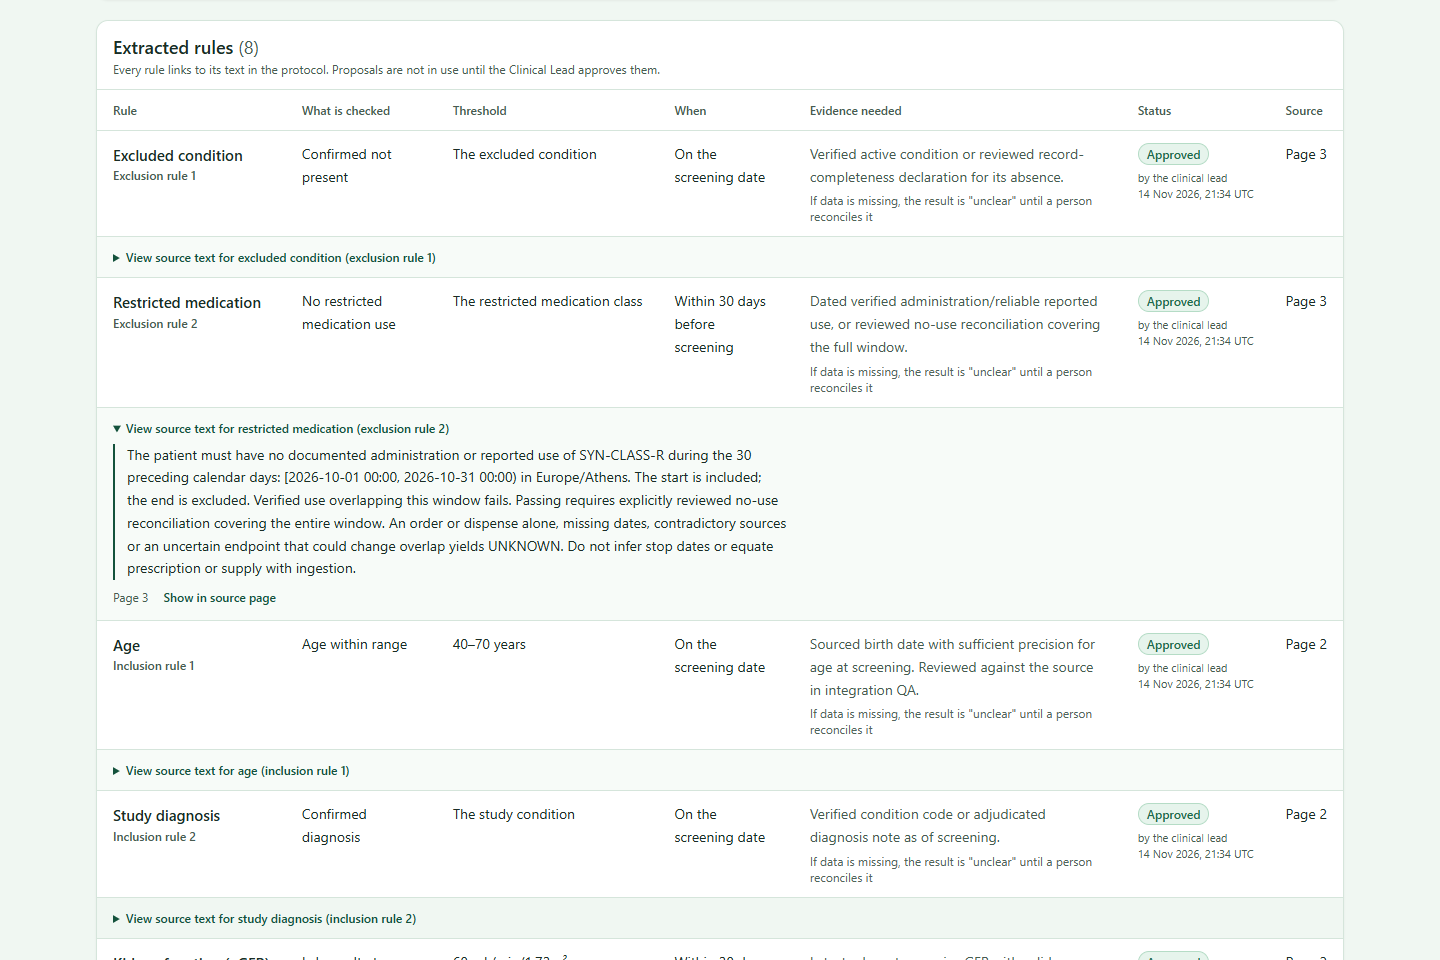 Extracted rules (8)
Every rule links to its text in the protocol. Proposals are not in use until the Clinical Lead approves them.
Rule What is checked Threshold When Evidence needed Status Source
Excluded condition
Exclusion rule 1
Confirmed not
present
The excluded condition
On the
screening date
Verified active condition or reviewed record-
completeness declaration for its absence.
If data is missing, the result is "unclear" until a person
reconciles it
Approved
by the clinical lead
14 Nov 2026, 21:34 UTC
Page 3
View source text for excluded condition (exclusion rule 1)
Restricted medication
Exclusion rule 2
No restricted
medication use
The restricted medication class
Within 30 days
before
screening
Dated verified administration/reliable reported
use, or reviewed no-use reconciliation covering
the full window.
If data is missing, the result is "unclear" until a person
reconciles it
Approved
by the clinical lead
14 Nov 2026, 21:34 UTC
Page 3
View source text for restricted medication (exclusion rule 2)
The patient must have no documented administration or reported use of SYN-CLASS-R during the 30
preceding calendar days: [2026-10-01 00:00, 2026-10-31 00:00) in Europe/Athens. The start is included;
the end is excluded. Verified use overlapping this window fails. Passing requires explicitly reviewed no-use
reconciliation covering the entire window. An order or dispense alone, missing dates, contradictory sources
or an uncertain endpoint that could change overlap yields UNKNOWN. Do not infer stop dates or equate
prescription or supply with ingestion.
Page 3 Show in source page
Age
Inclusion rule 1
Age within range
40–70 years
On the
screening date
Sourced birth date with sufficient precision for
age at screening. Reviewed against the source
in integration QA.
If data is missing, the result is "unclear" until a person
reconciles it
Approved
by the clinical lead
14 Nov 2026, 21:34 UTC
Page 2
View source text for age (inclusion rule 1)
Study diagnosis
Inclusion rule 2
Confirmed
diagnosis
The study condition
On the
screening date
Verified condition code or adjudicated
diagnosis note as of screening.
If data is missing, the result is "unclear" until a person
reconciles it
Approved
by the clinical lead
14 Nov 2026, 21:34 UTC
Page 2
View source text for study diagnosis (inclusion rule 2)